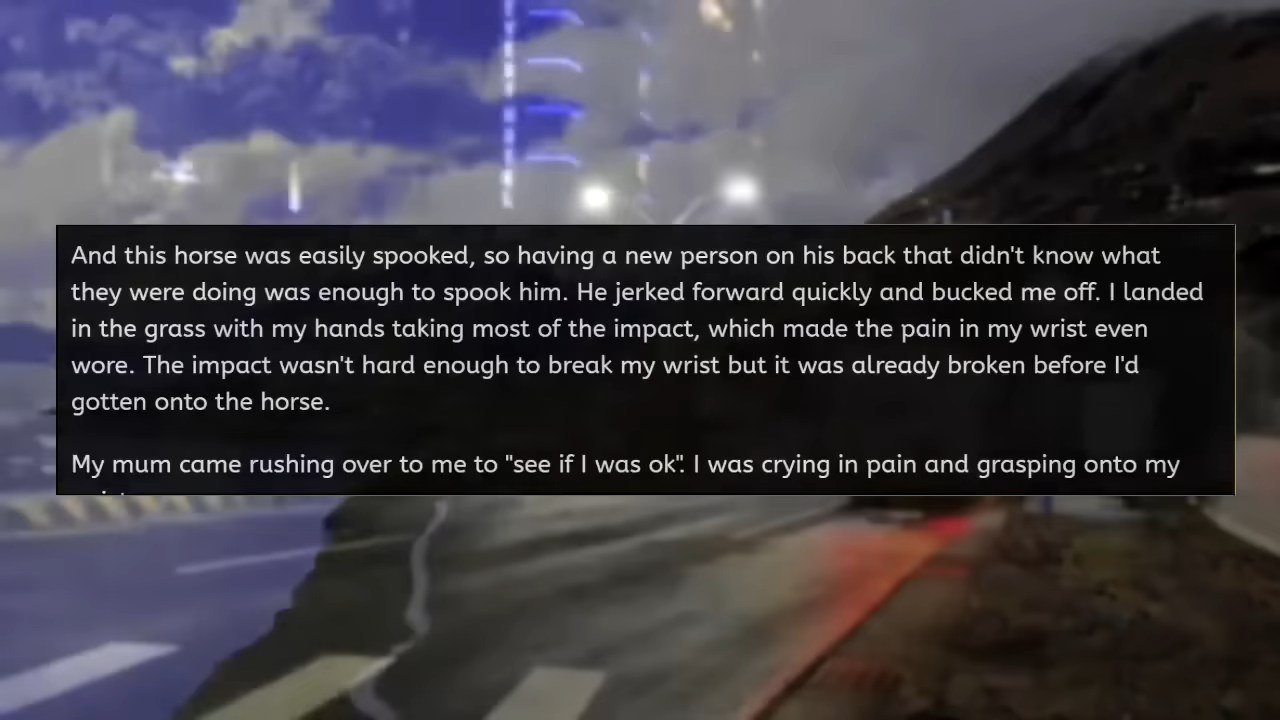 And this horse was easily spooked, so having a new person on his back that didn't know what
they were doing was enough to spook him. He jerked forward quickly and bucked me off. I landed
in the grass with my hands taking most of the impact, which made the pain in my wrist even
wore. The impact wasn't hard enough to break my wrist but it was already broken before I'd
gotten onto the horse.
My mum came rushing over to me to "see if I was ok". I was crying in pain and grasping onto my